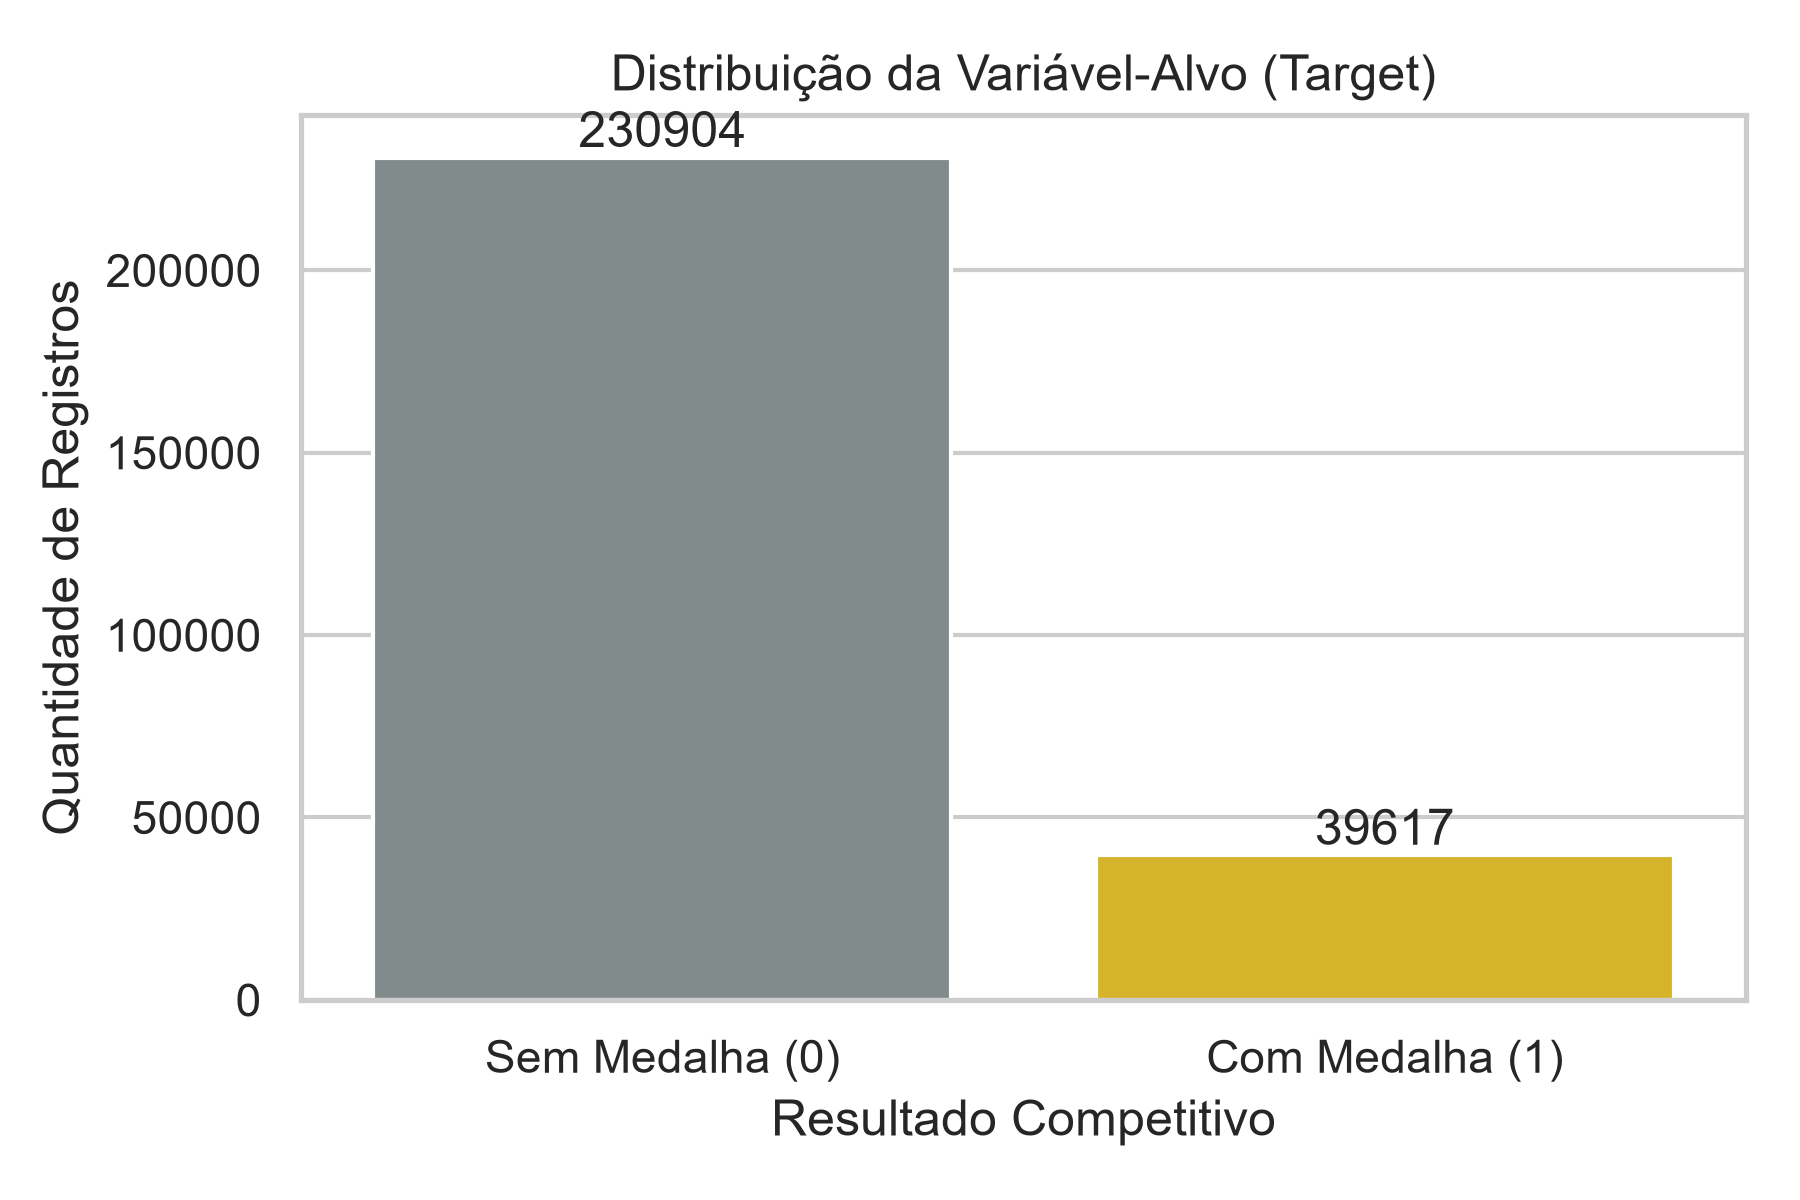 Distribuição da Variável-Alvo (Target)
230904
200000
150000
100000
50000
0
39617
Quantidade de Registros
Sem Medalha (0)
Com Medalha (1)
Resultado Competitivo